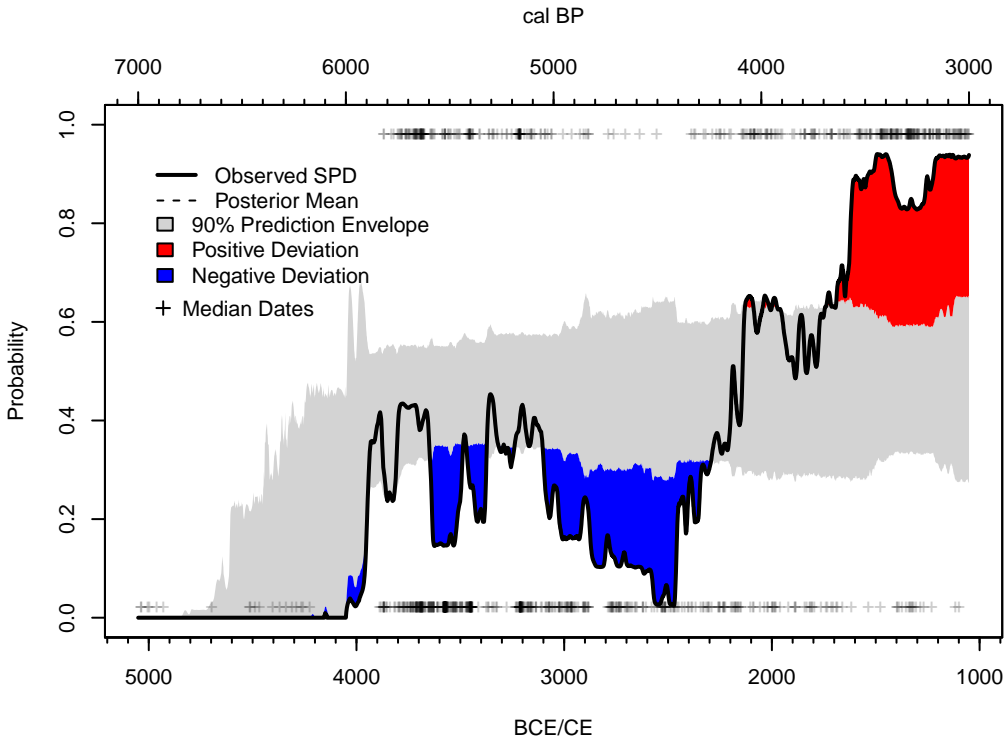 cal BP
7000 6000 5000 4000 3000
1.0
0.8
0.6
0.4
0.2
0.0
Probability
Observed SPD
Posterior Mean
90% Prediction Envelope
Positive Deviation
Negative Deviation
Median Dates
5000 4000 3000 2000 1000
BCE/CE